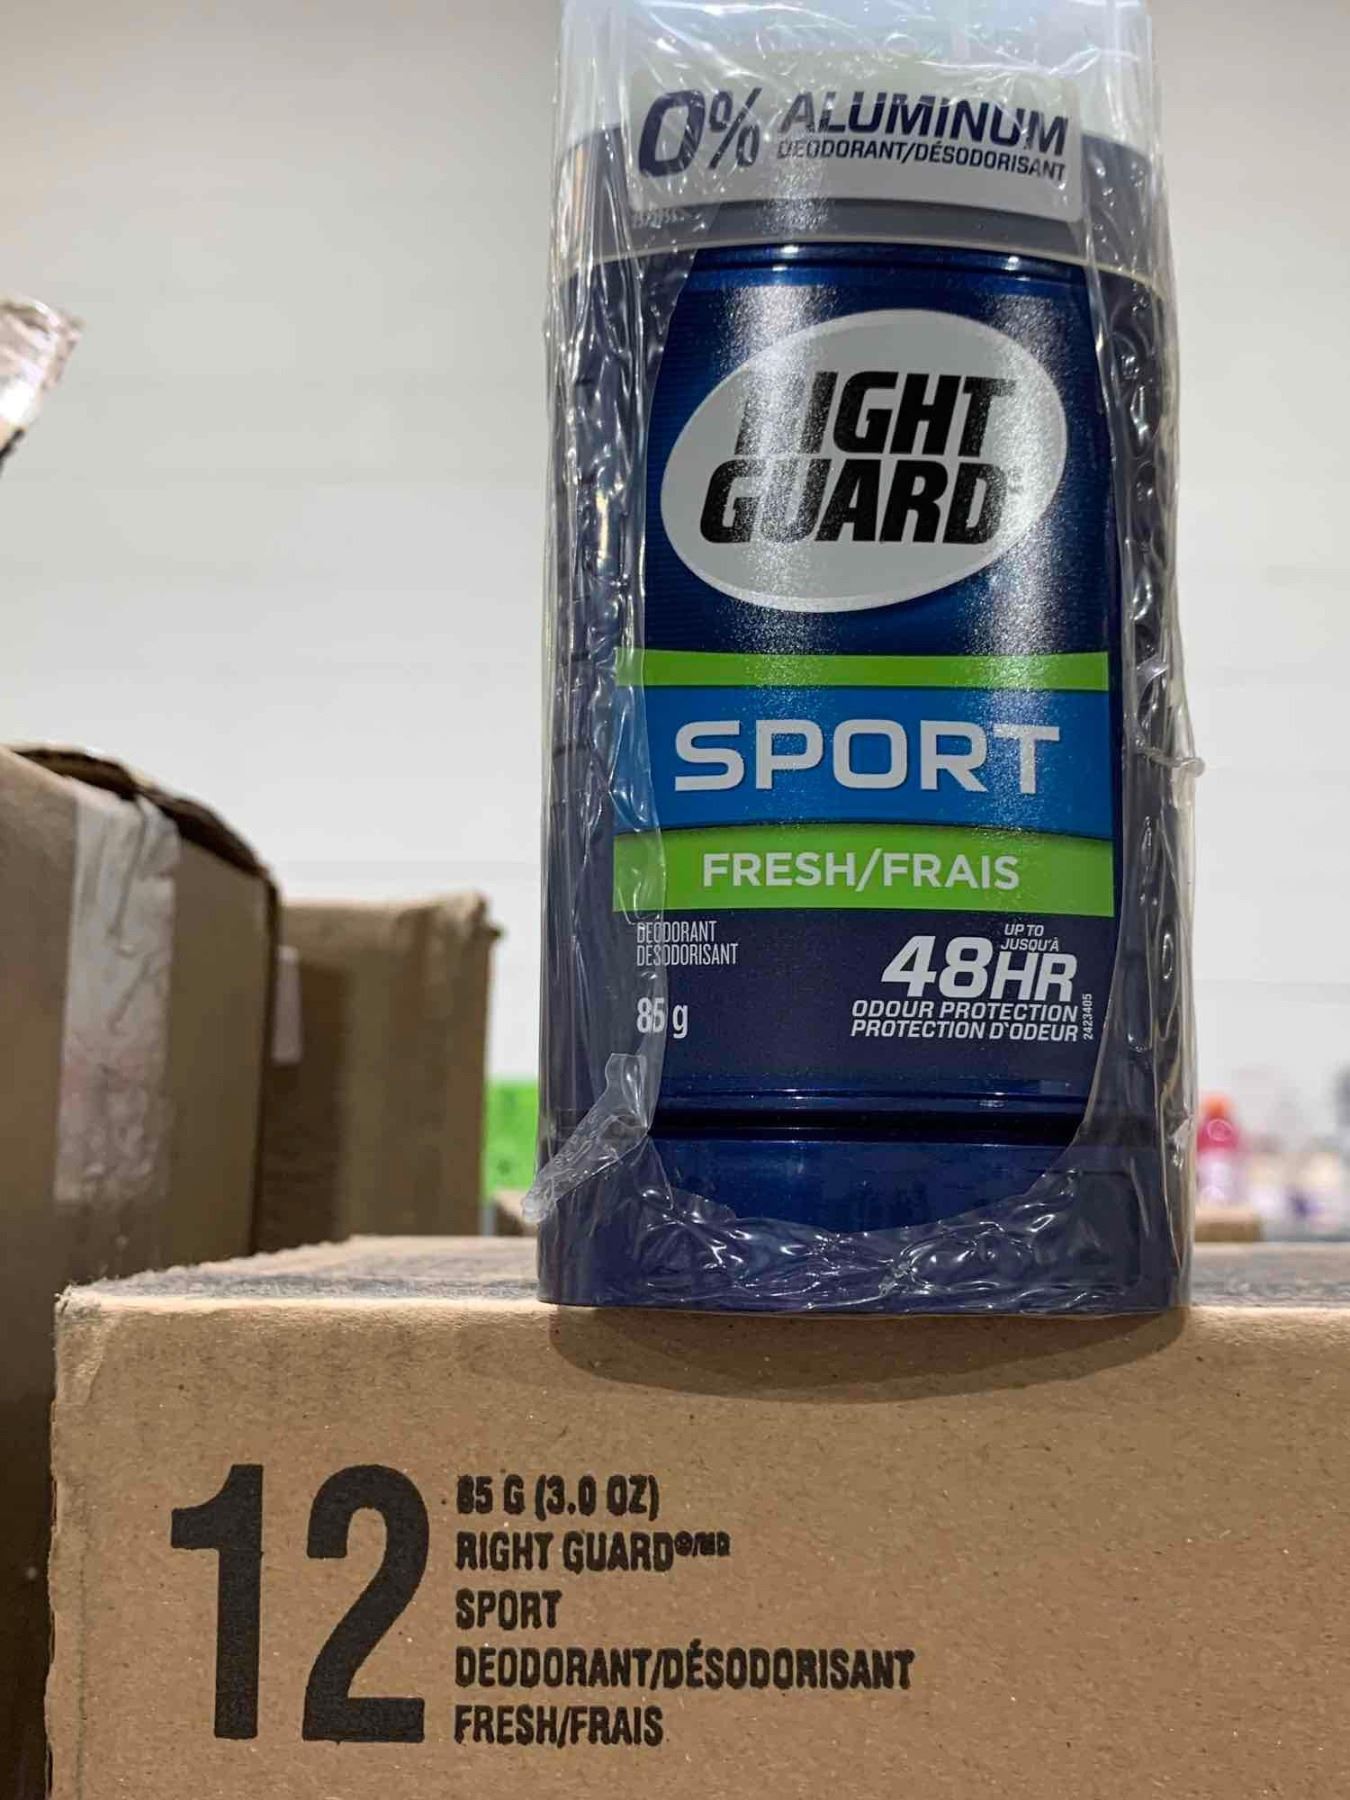 0% ALUMINUM
DEODORANT/DÉSODORISANT
RIGHT
GUARD
SPORT
FRESH/FRAIS
DEODORANT
DÉSODORISANT
85 g
UP TO
JUSQU'À
48HR
ODOUR PROTECTION
PROTECTION D'ODEUR
2423405
12
85 G (3.0 OZ)
RIGHT GUARD®/MD
SPORT
DEODORANT/DÉSODORISANT
FRESH/FRAIS